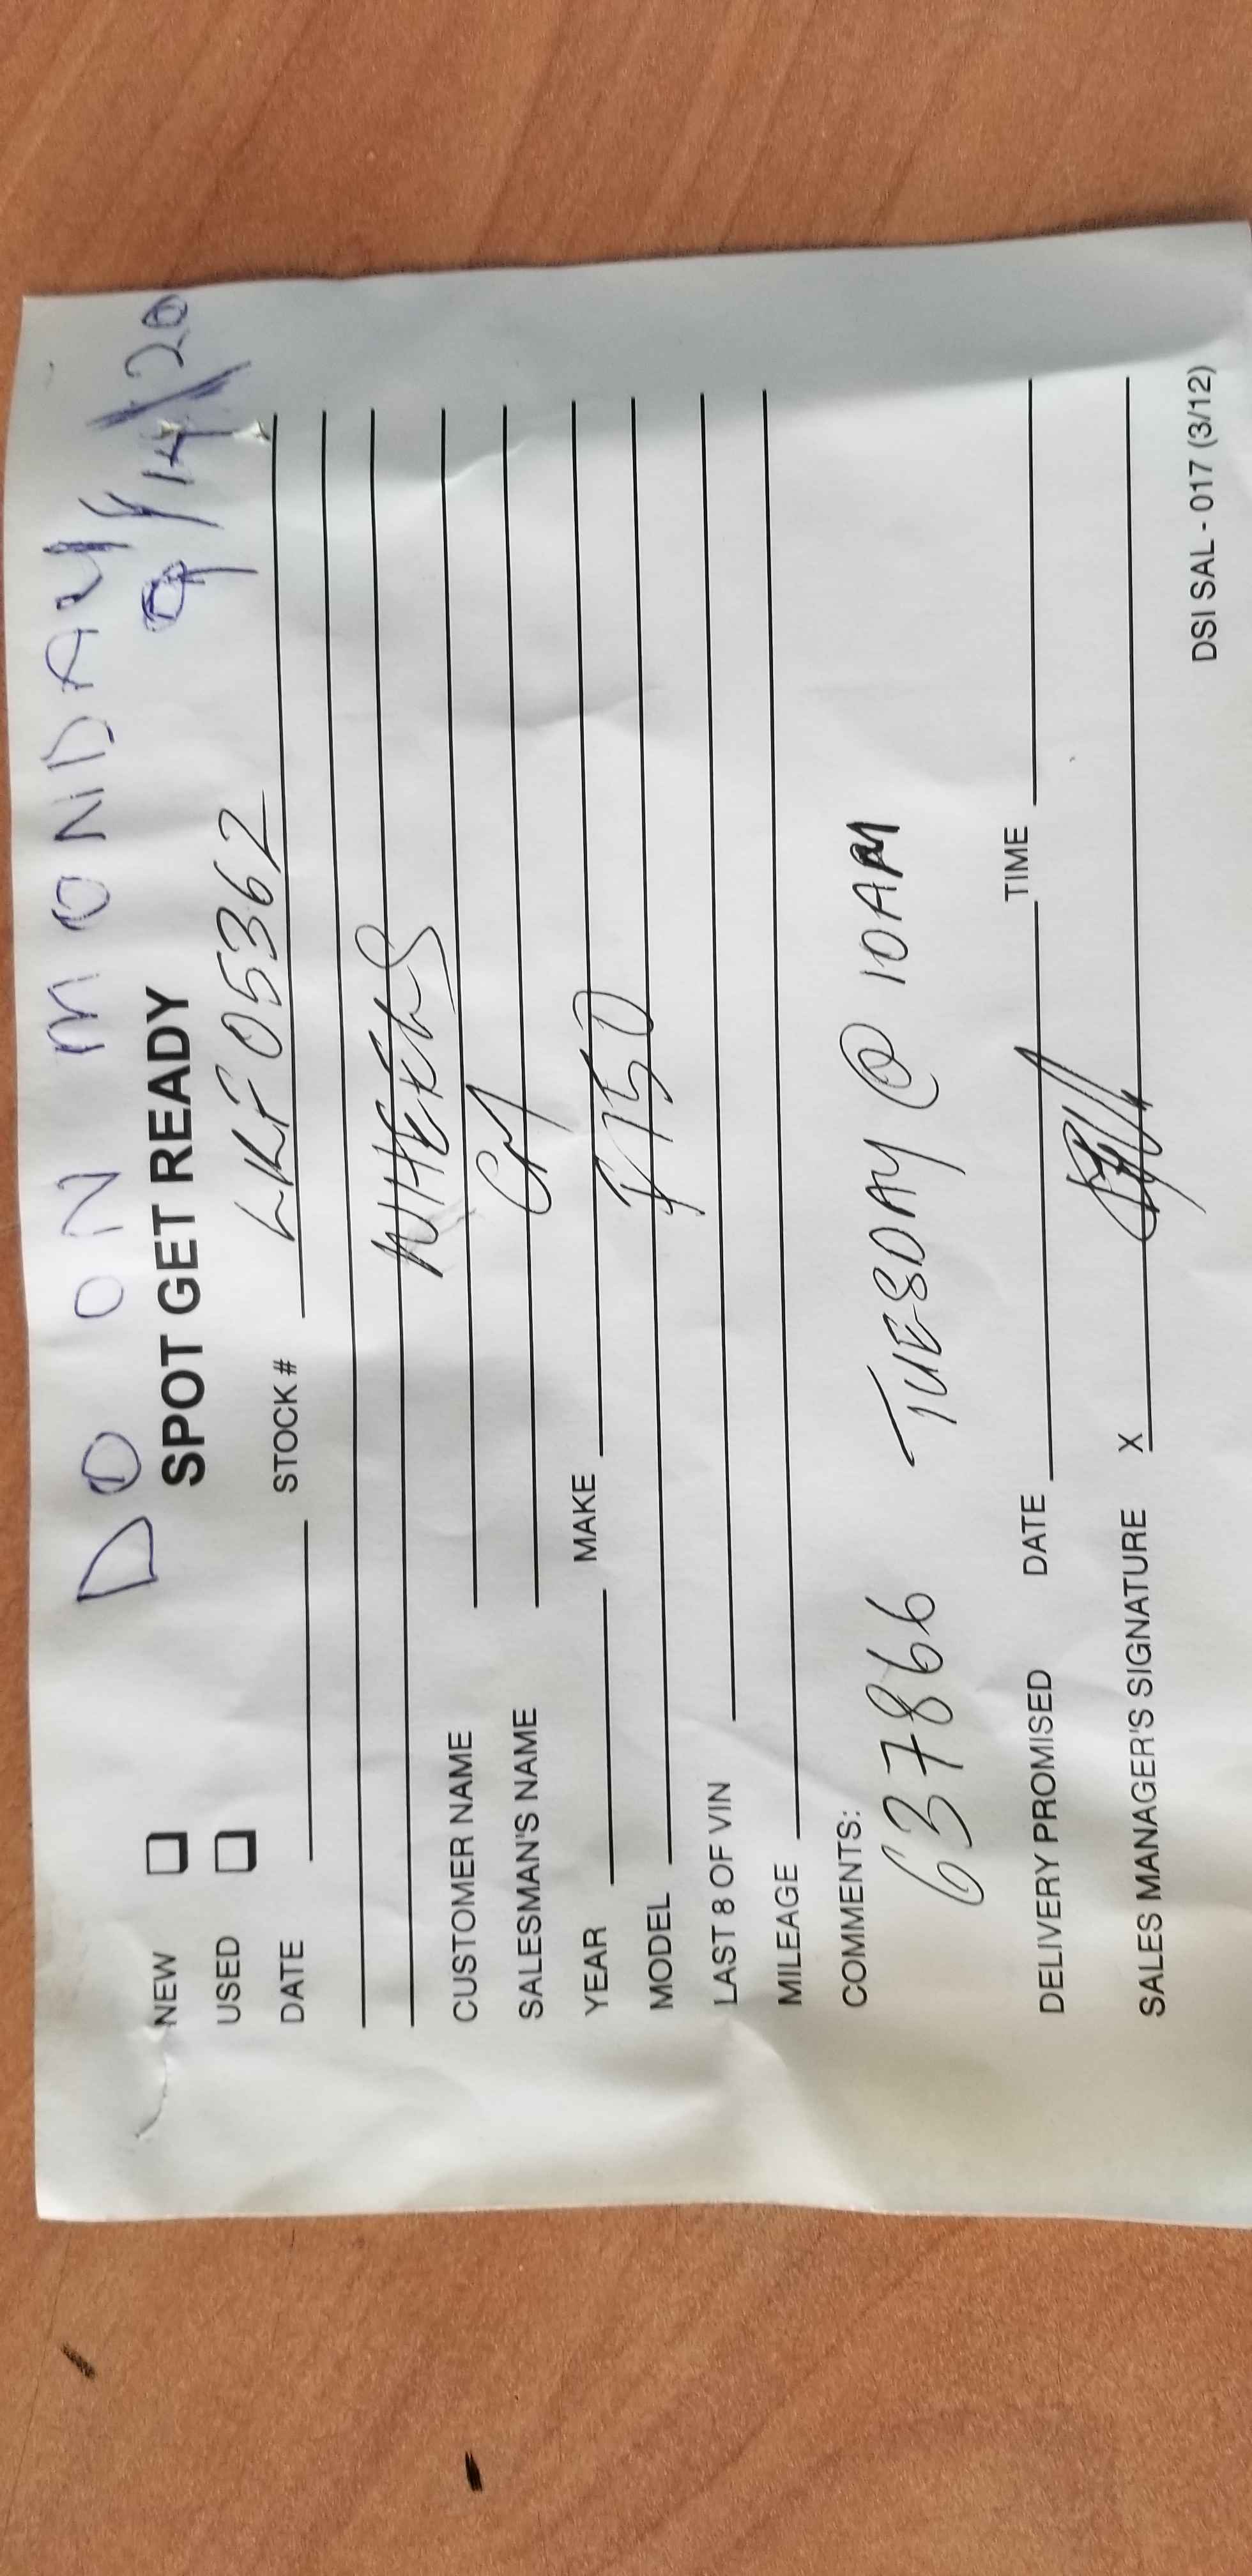 DO ON MONDAY
9/14/20
NEW
SPOT GET READY
USED
DATE STOCK # LKF05362
WHEELS
CUSTOMER NAME
SALESMAN'S NAME
YEAR MAKE
MODEL F150
LAST 8 OF VIN
MILEAGE
COMMENTS:
637866 TUESDAY @ 10AM
DELIVERY PROMISED DATE TIME
SALES MANAGER'S SIGNATURE X
DSI SAL - 017 (3/12)